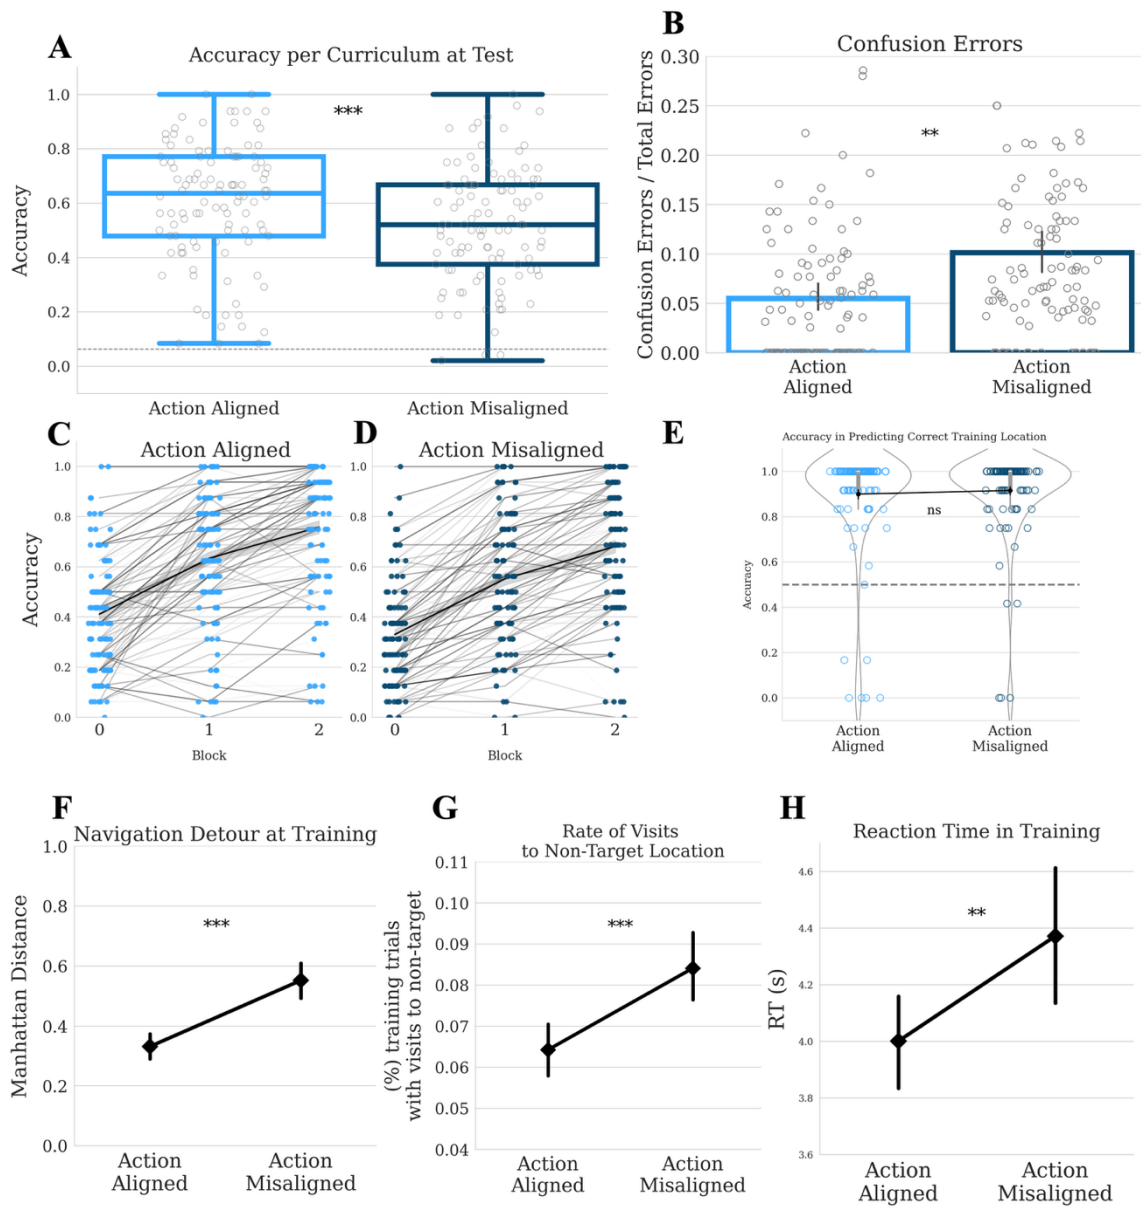 A
Accuracy per Curriculum at Test
Accuracy
1.0
0.8
0.6
0.4
0.2
0.0
***
Action Aligned
Action Misaligned
B
Confusion Errors
Confusion Errors / Total Errors
0.30
0.25
0.20
0.15
0.10
0.05
0.00
**
Action
Aligned
Action
Misaligned
C
Action Aligned
Accuracy
1.0
0.8
0.6
0.4
0.2
0.0
0
1
2
Block
D
Action Misaligned
1.0
0.8
0.6
0.4
0.2
0.0
0
1
2
Block
E
Accuracy in Predicting Correct Training Location
Accuracy
1.0
0.8
0.6
0.4
0.2
0.0
ns
Action
Aligned
Action
Misaligned
F
Navigation Detour at Training
Manhattan Distance
1.0
0.8
0.6
0.4
0.2
0.0
***
Action
Aligned
Action
Misaligned
G
Rate of Visits
to Non-Target Location
(%) training trials
with visits to non-target
0.11
0.10
0.09
0.08
0.07
0.06
0.05
0.04
***
Action
Aligned
Action
Misaligned
H
Reaction Time in Training
RT (s)
4.6
4.4
4.2
4.0
3.8
3.6
**
Action
Aligned
Action
Misaligned